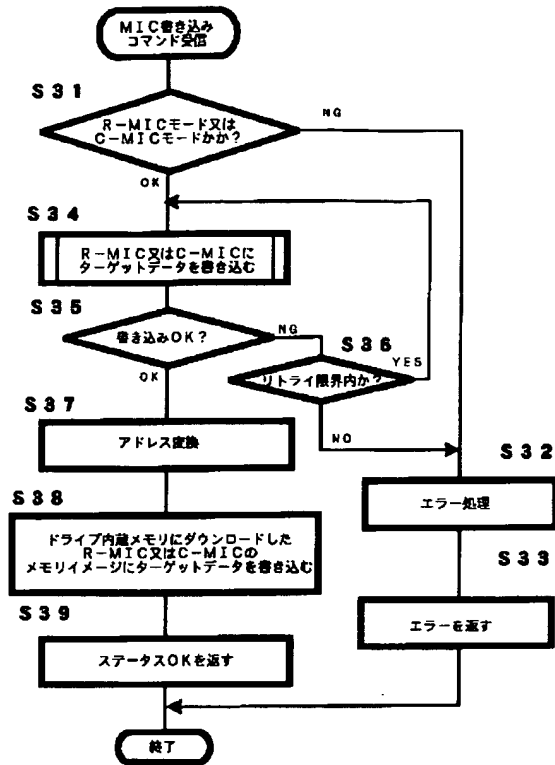 MIC書き込み
コマンド受信
S31
R-MICモード又は
C-MICモードかか?
NG
OK
S34
R-MIC又はC-MICに
ターゲットデータを書き込む
S35
書き込みOK?
NG
S36
YES
リトライ限界内か?
OK
NO
S37
アドレス変換
S32
エラー処理
S38
ドライブ内蔵メモリにダウンロードした
R-MIC又はC-MICの
メモリイメージにターゲットデータを書き込む
S33
エラーを返す
S39
ステータスOKを返す
終了